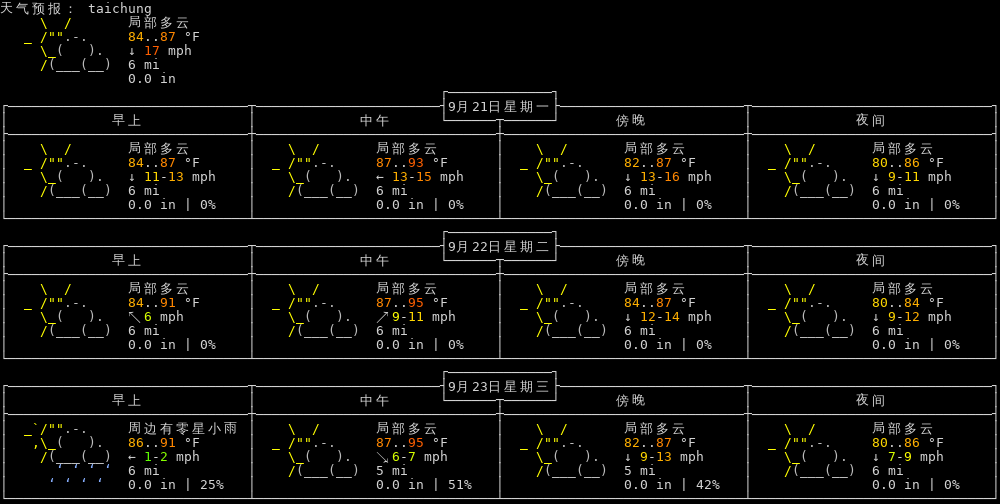 天气预报： taichung
局部多云
84..87 °F
↓ 17 mph
6 mi
0.0 in
9月21日星期一
早上 中午 傍晚 夜间
局部多云 局部多云 局部多云 局部多云
84..87 °F 87..93 °F 82..87 °F 80..86 °F
↓ 11-13 mph ← 13-15 mph ↓ 13-16 mph ↓ 9-11 mph
6 mi 6 mi 6 mi 6 mi
0.0 in | 0% 0.0 in | 0% 0.0 in | 0% 0.0 in | 0%
9月22日星期二
早上 中午 傍晚 夜间
局部多云 局部多云 局部多云 局部多云
84..91 °F 87..95 °F 84..87 °F 80..84 °F
↖ 6 mph ↗ 9-11 mph ↓ 12-14 mph ↓ 9-12 mph
6 mi 6 mi 6 mi 6 mi
0.0 in | 0% 0.0 in | 0% 0.0 in | 0% 0.0 in | 0%
9月23日星期三
早上 中午 傍晚 夜间
周边有零星小雨 局部多云 局部多云 局部多云
86..91 °F 87..95 °F 82..87 °F 80..86 °F
← 1-2 mph ↘ 6-7 mph ↓ 9-13 mph ↓ 7-9 mph
6 mi 5 mi 5 mi 6 mi
0.0 in | 25% 0.0 in | 51% 0.0 in | 42% 0.0 in | 0%